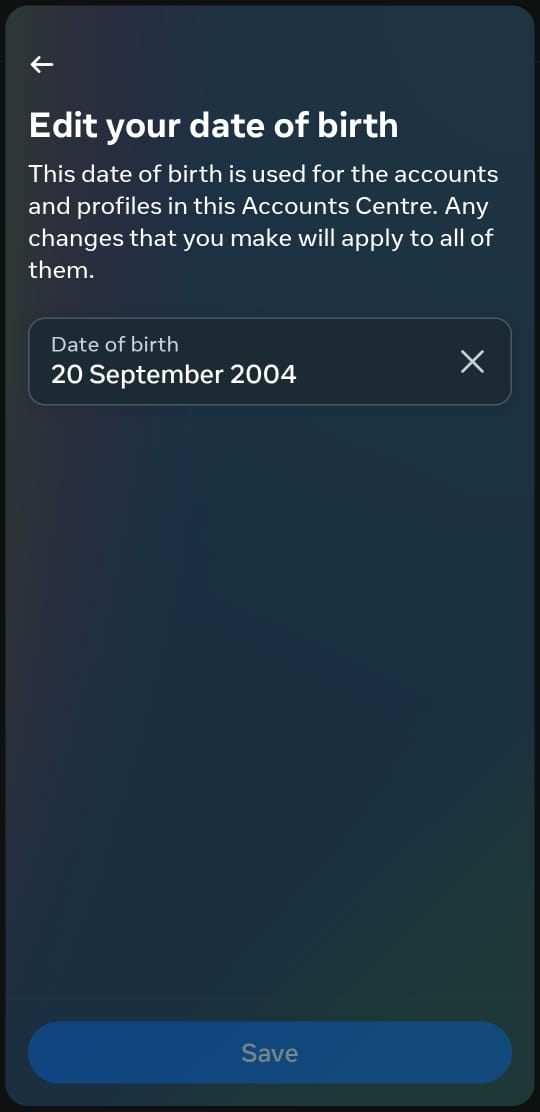 Edit your date of birth
This date of birth is used for the accounts
and profiles in this Accounts Centre. Any
changes that you make will apply to all of
them.
Date of birth
20 September 2004
Save